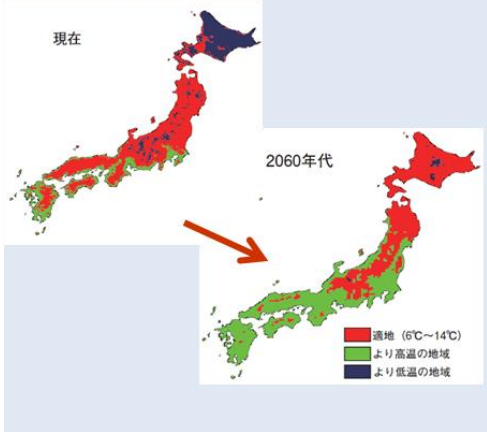 現在
2060年代
適地（6℃～14℃）
より高温の地域
より低温の地域